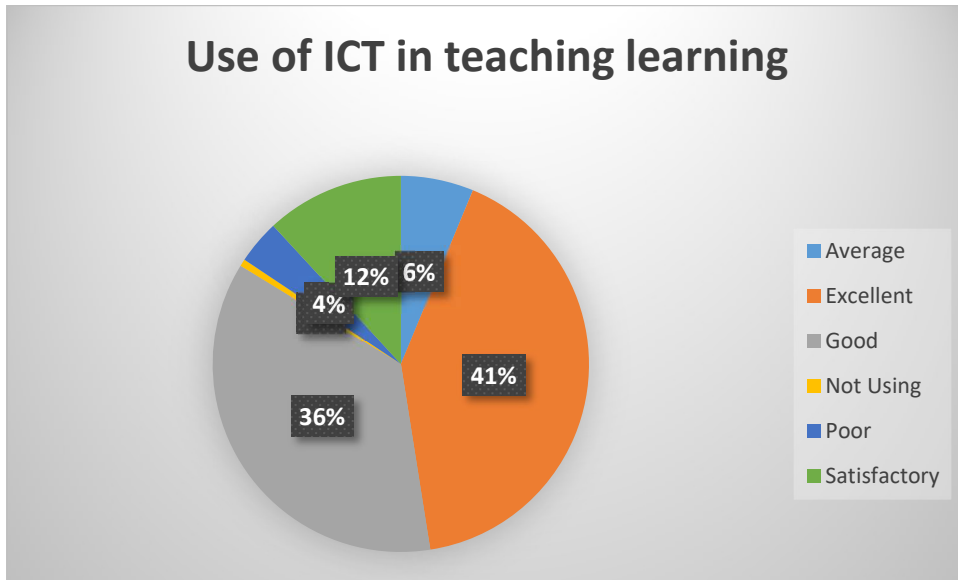 Use of ICT in teaching learning
12%
6%
4%
41%
36%
Average
Excellent
Good
Not Using
Poor
Satisfactory